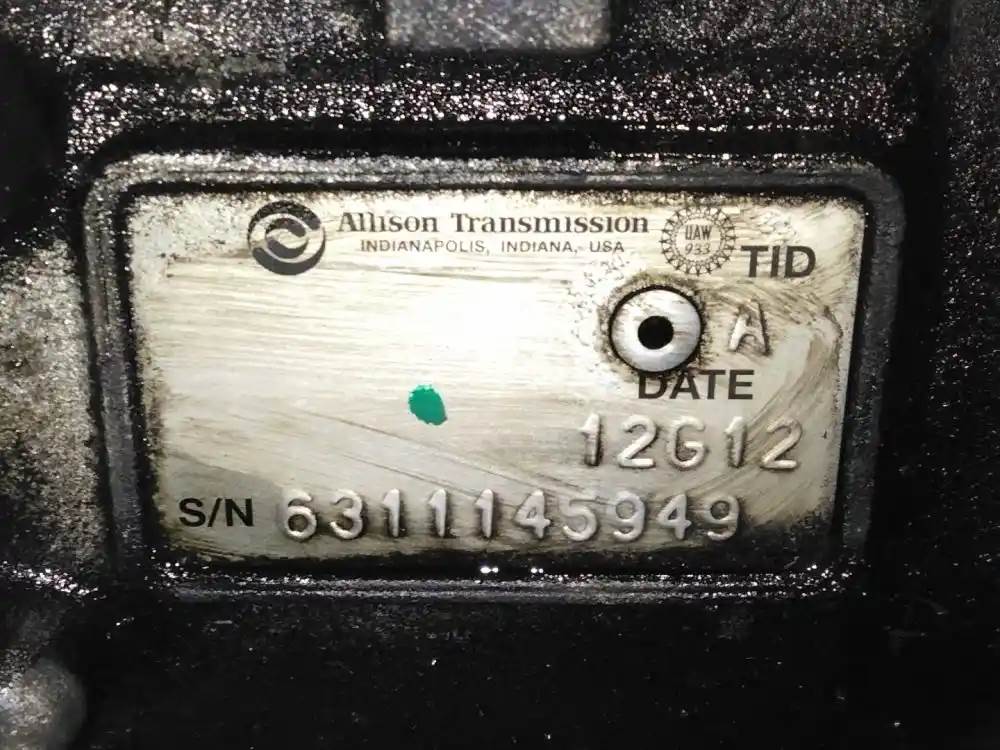 Allison Transmission
INDIANAPOLIS, INDIANA, USA
UAW
933
TID
A
DATE
12G12
S/N 6311145949